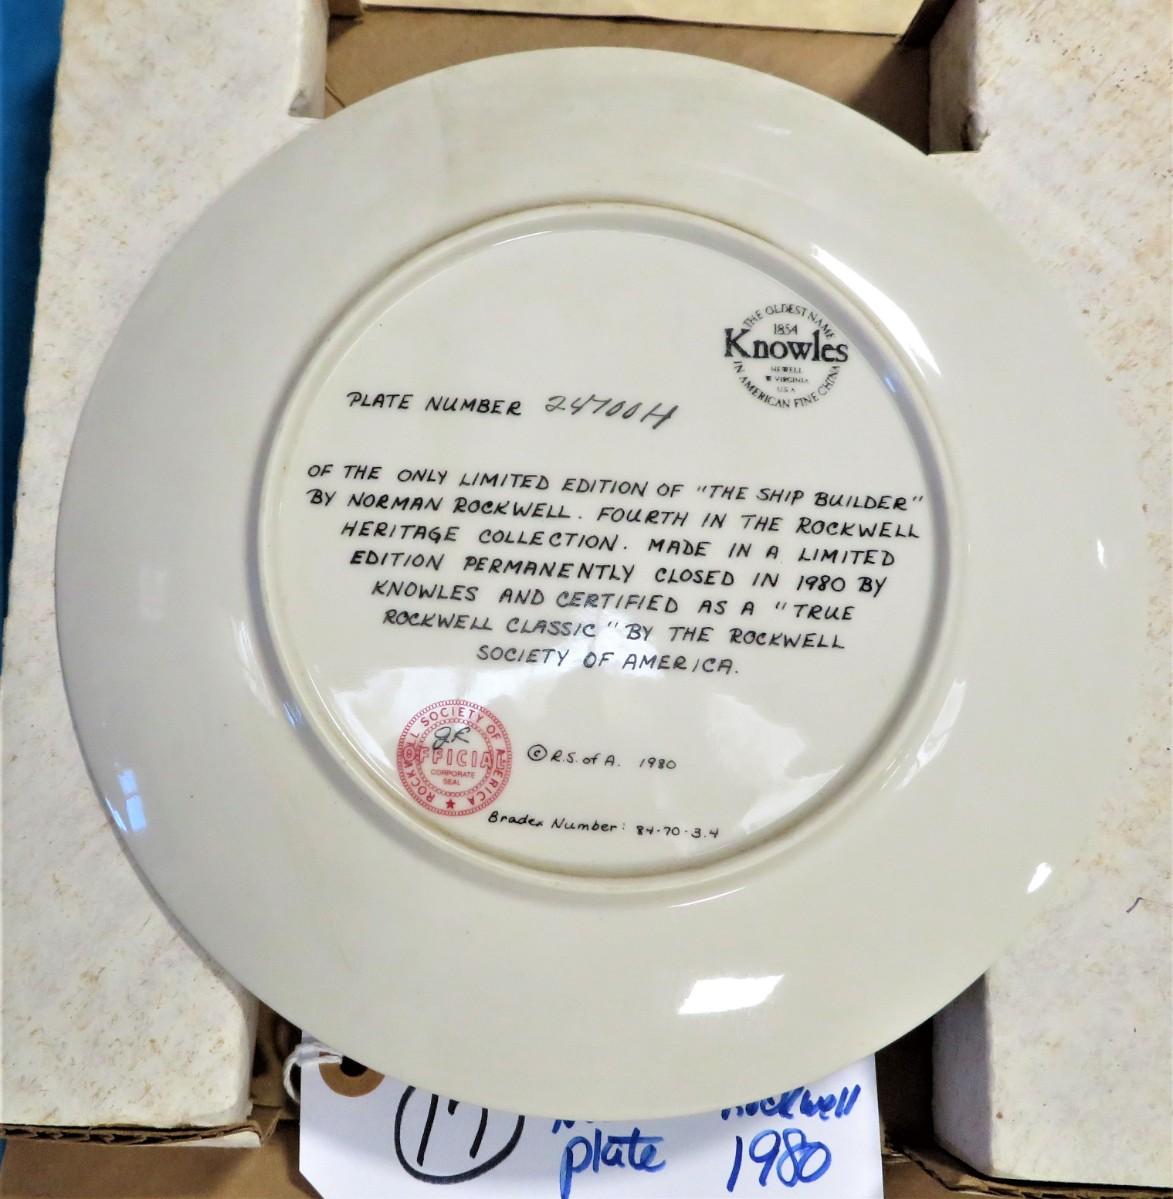 THE OLDEST NAME
1854
Knowles
NEWELL
W VIRGINIA
U.S.A
IN AMERICAN FINE CHINA
PLATE NUMBER 24700H
OF THE ONLY LIMITED EDITION OF "THE SHIP BUILDER"
BY NORMAN ROCKWELL. FOURTH IN THE ROCKWELL
HERITAGE COLLECTION. MADE IN A LIMITED
EDITION PERMANENTLY CLOSED IN 1980 BY
KNOWLES AND CERTIFIED AS A "TRUE
ROCKWELL CLASSIC" BY THE ROCKWELL
SOCIETY OF AMERICA.
ROCKWELL SOCIETY OF AMERICA
OFFICIAL
CORPORATE
SEAL
© R.S. of A. 1980
Bradex Number: 84-70-3.4
17
Rockwell
plate 1980